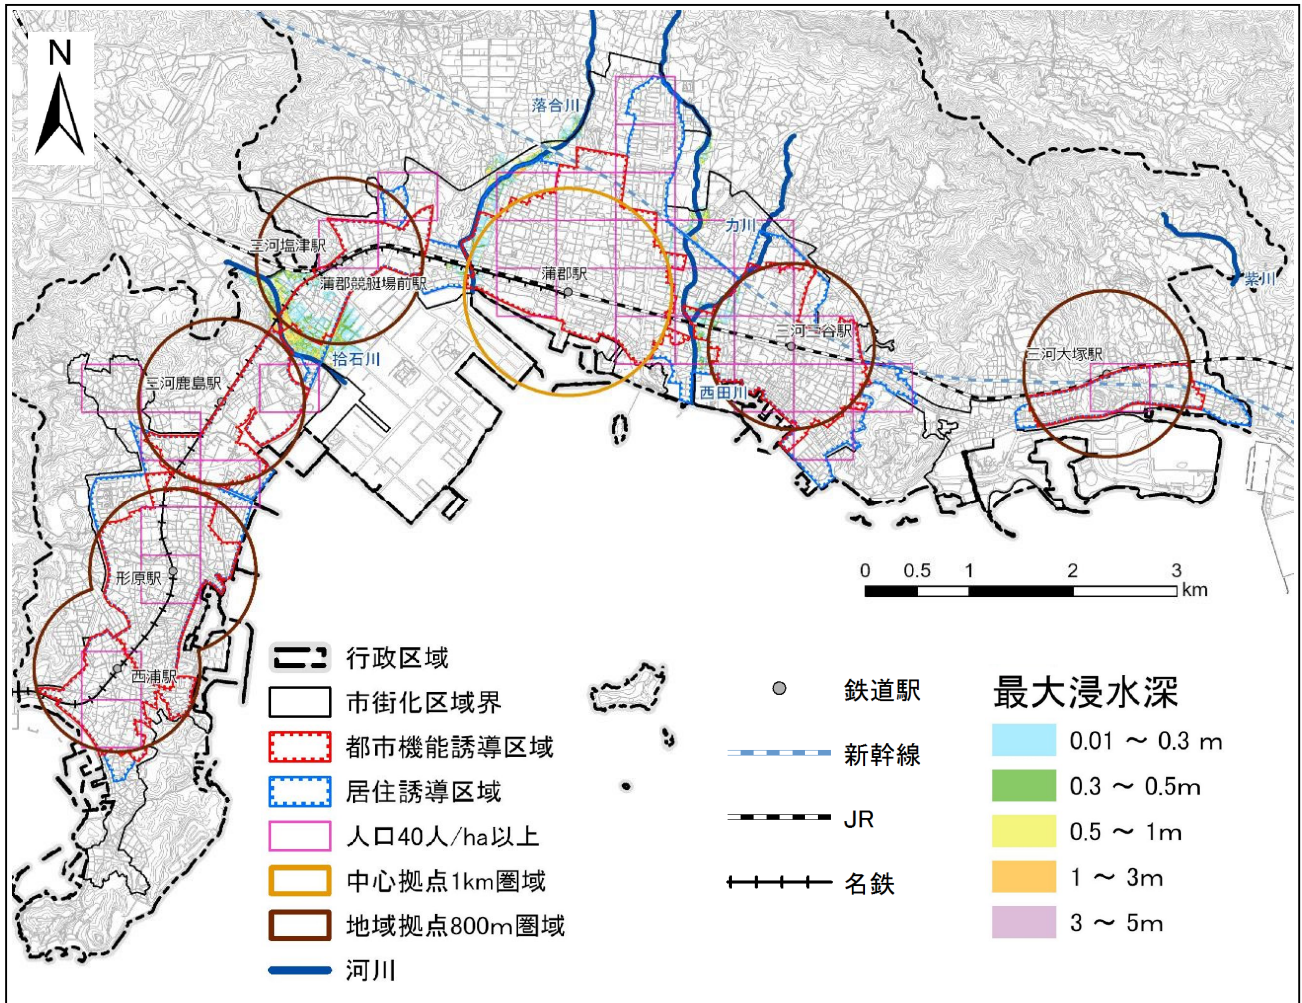 N
落合川
力川
三河塩津駅
蒲郡競艇場前駅
蒲郡駅
紫川
三河三谷駅
三河大塚駅
拾石川
三河鹿島駅
西田川
形原駅
西浦駅
0 0.5 1 2 3
km
行政区域
市街化区域界
都市機能誘導区域
居住誘導区域
人口40人/ha以上
中心拠点1km圏域
地域拠点800m圏域
河川
鉄道駅
新幹線
JR
名鉄
最大浸水深
0.01 ～ 0.3 m
0.3 ～ 0.5m
0.5 ～ 1m
1 ～ 3m
3 ～ 5m